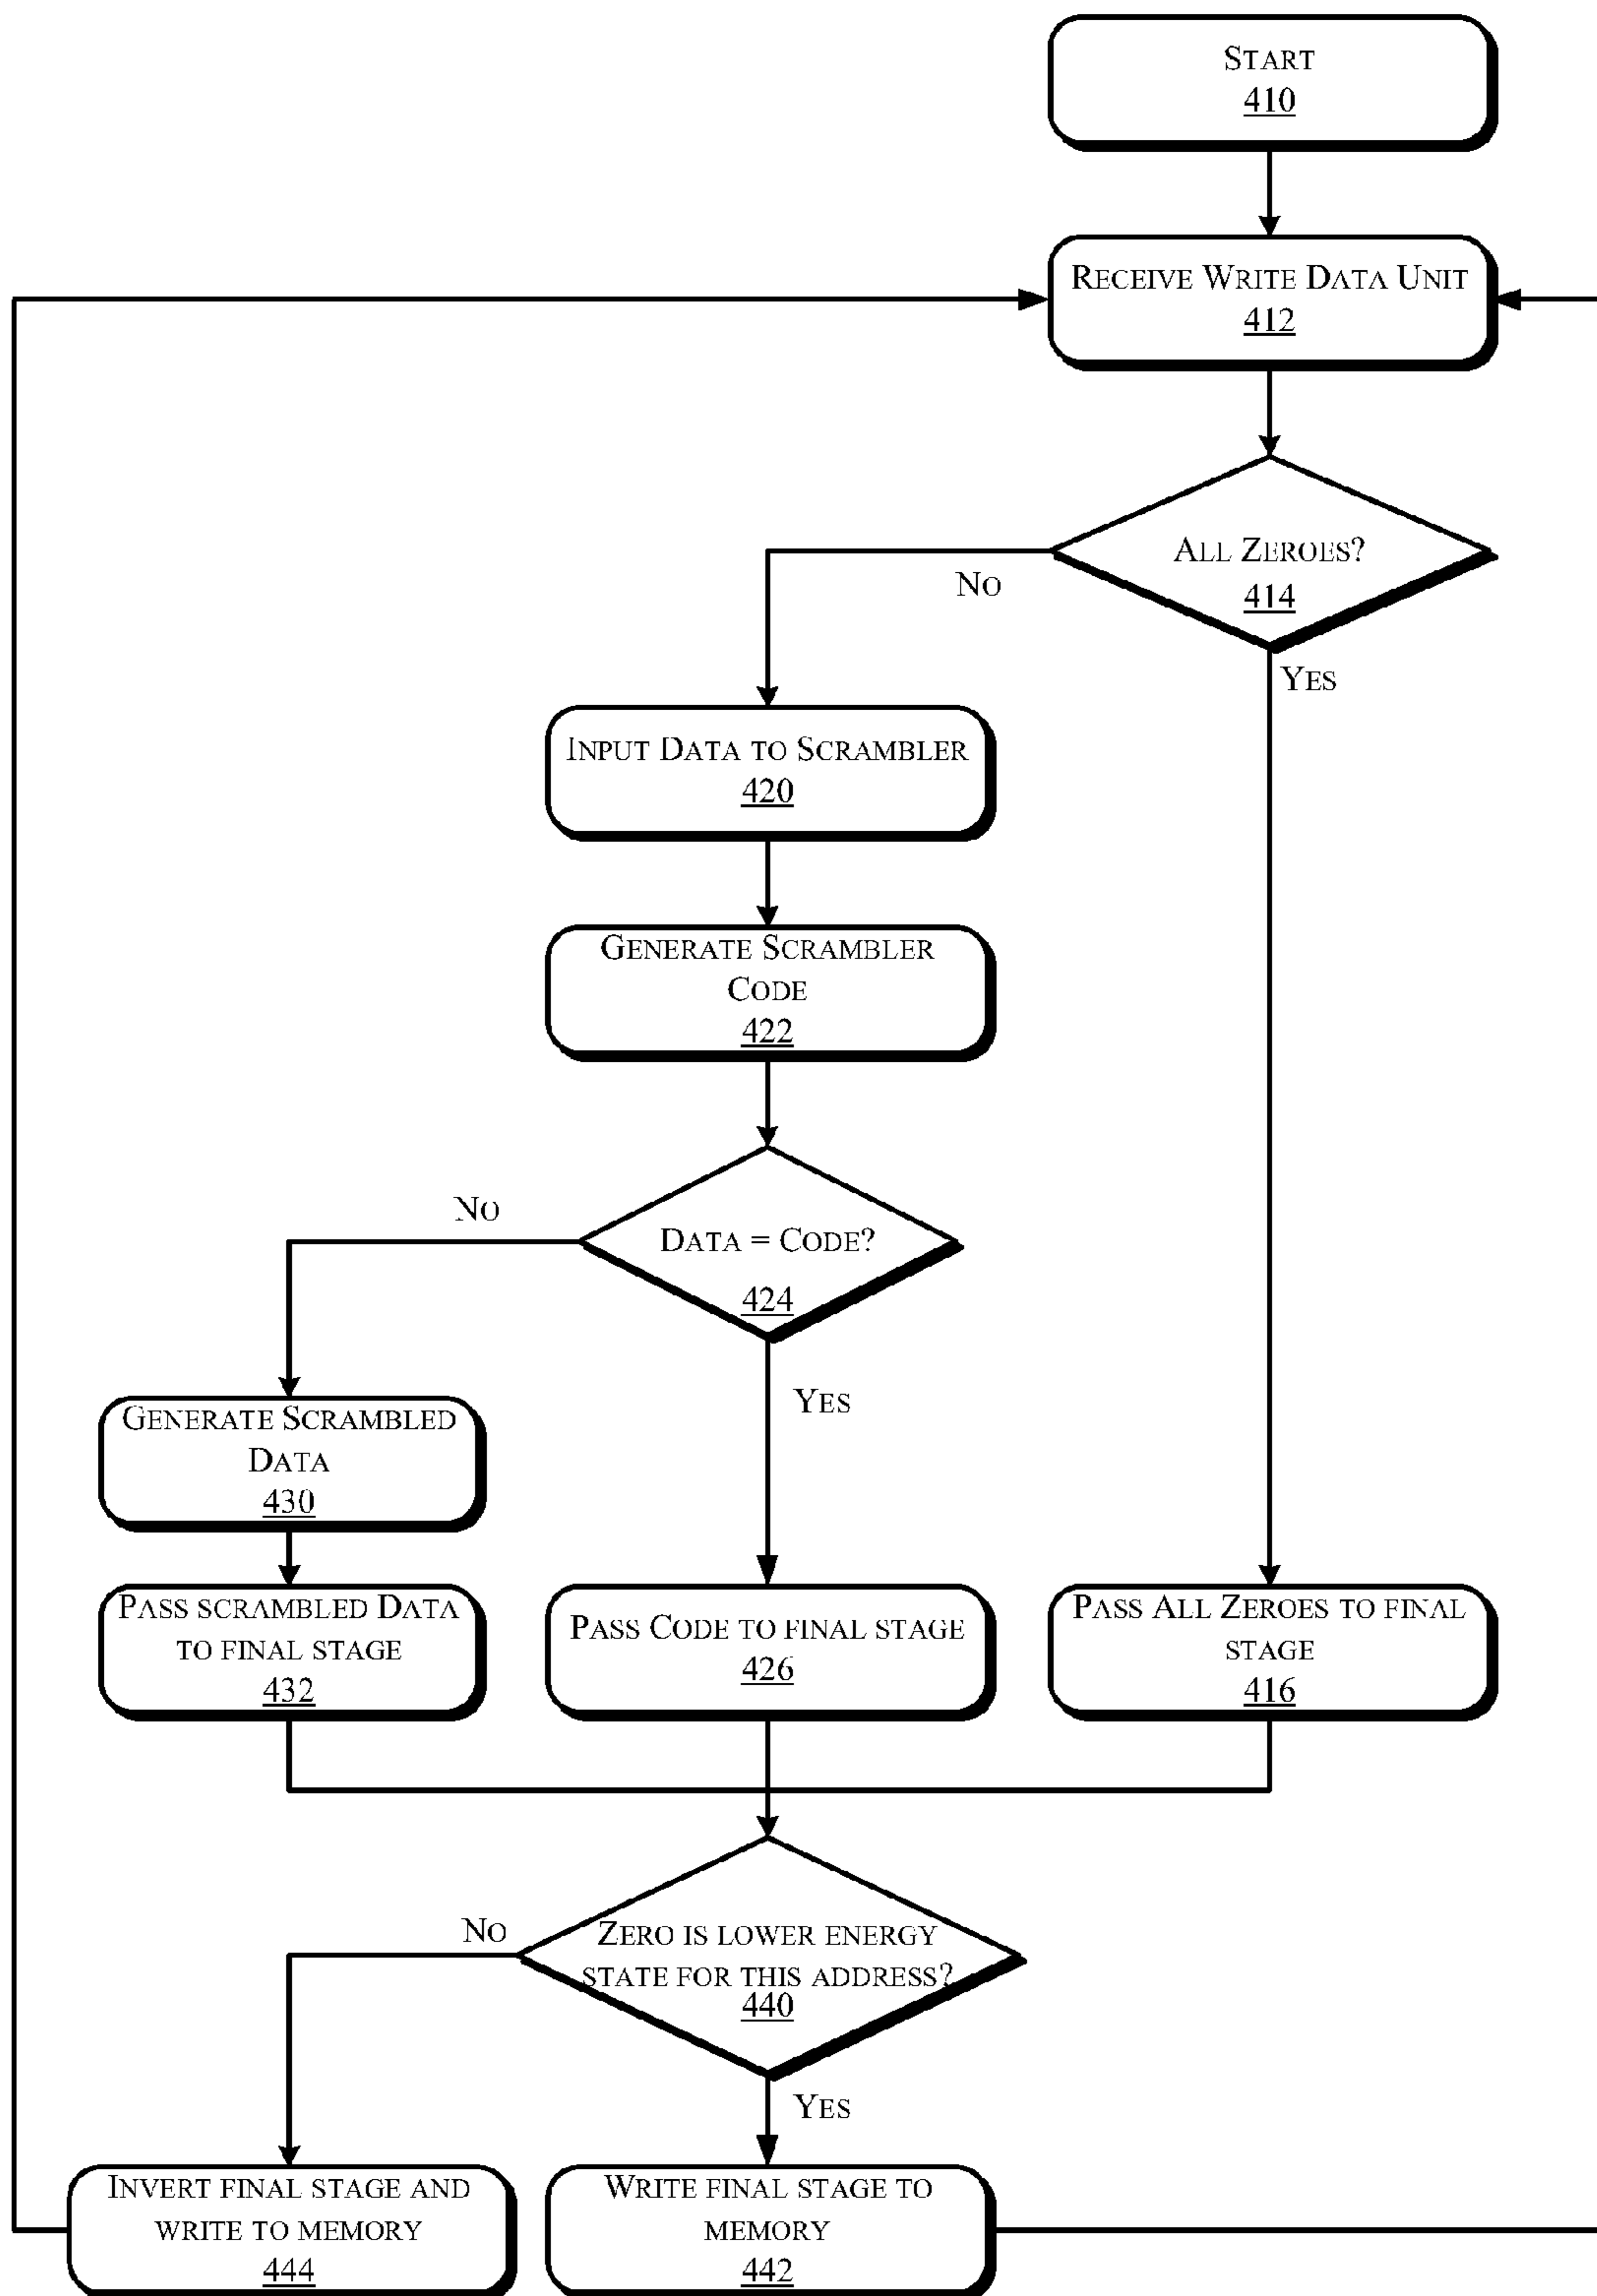 START
410
RECEIVE WRITE DATA UNIT
412
ALL ZEROES?
414
NO
YES
INPUT DATA TO SCRAMBLER
420
GENERATE SCRAMBLER
CODE
422
DATA = CODE?
424
NO
YES
GENERATE SCRAMBLED
DATA
430
PASS SCRAMBLED DATA
TO FINAL STAGE
432
PASS CODE TO FINAL STAGE
426
PASS ALL ZEROES TO FINAL
STAGE
416
ZERO IS LOWER ENERGY
STATE FOR THIS ADDRESS?
440
NO
YES
INVERT FINAL STAGE AND
WRITE TO MEMORY
444
WRITE FINAL STAGE TO
MEMORY
442